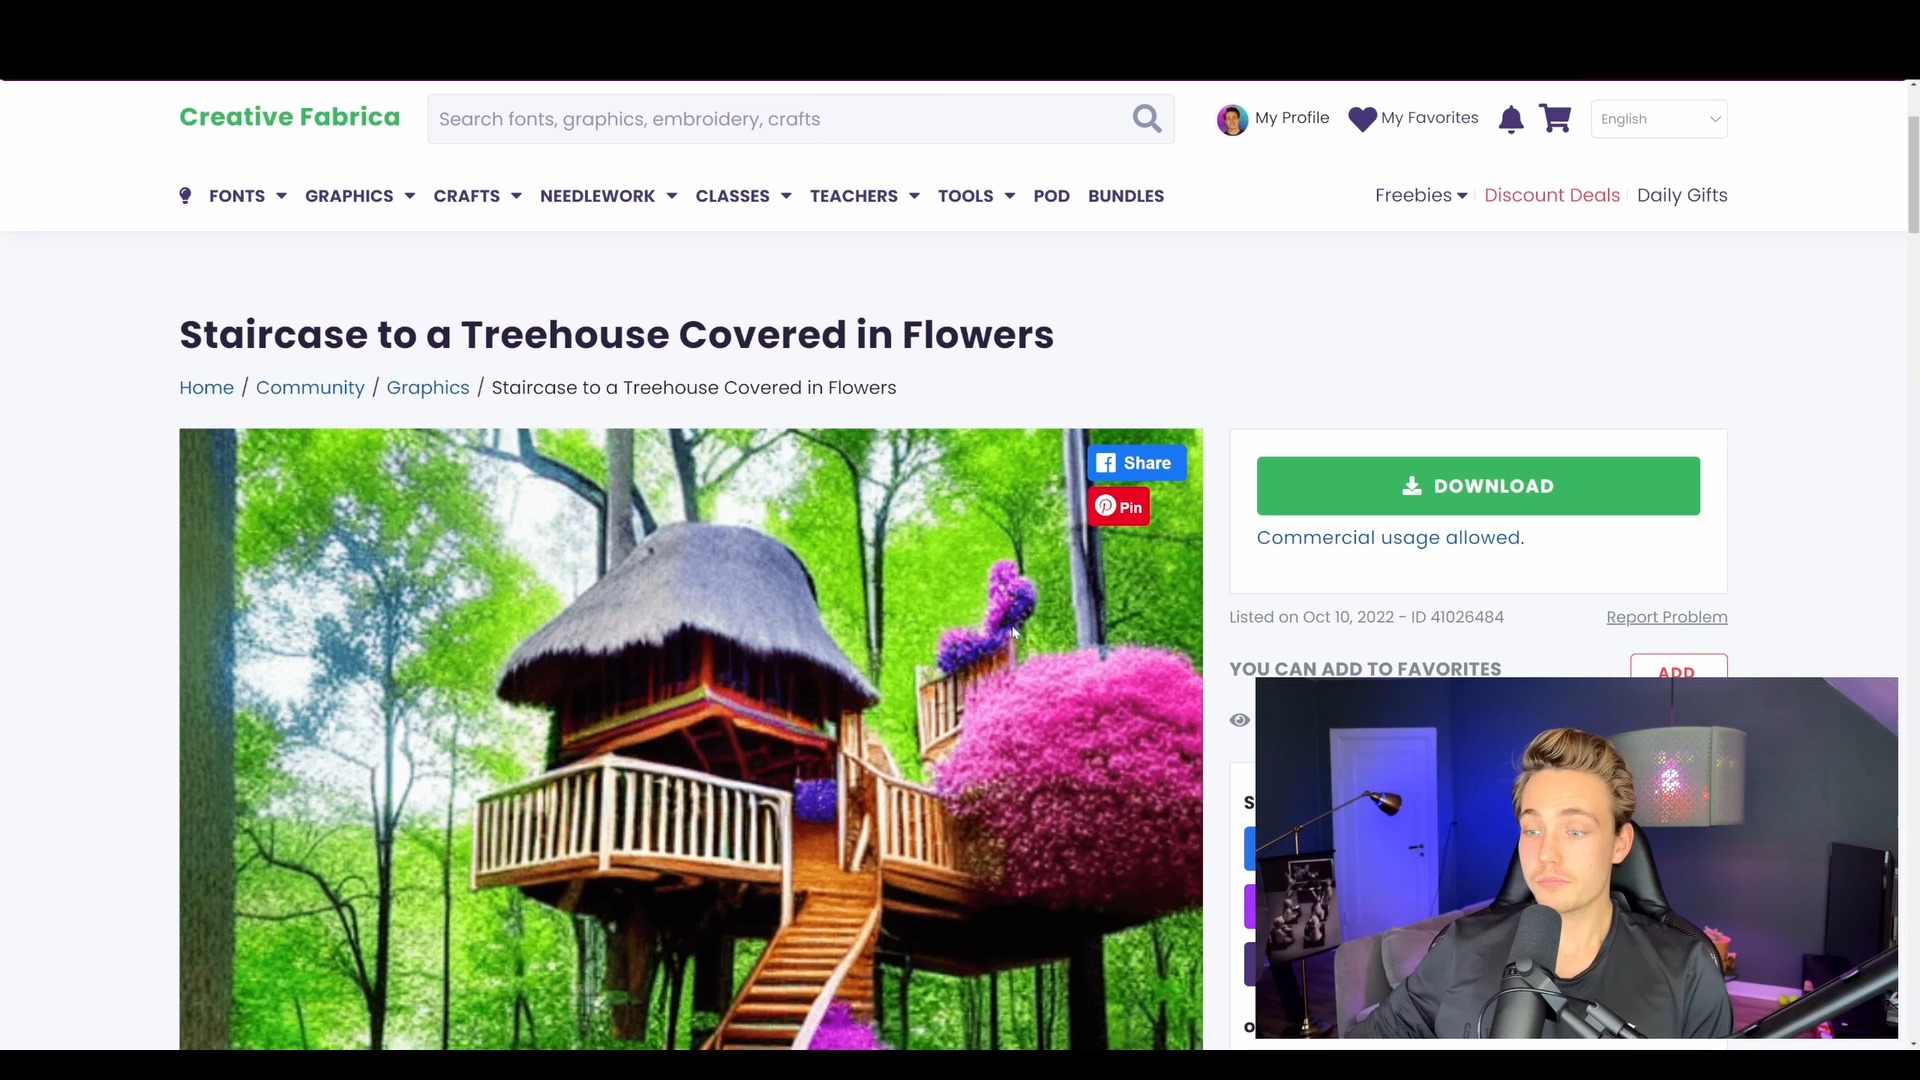 Creative Fabrica
Search fonts, graphics, embroidery, crafts
My Profile
My Favorites
English
FONTS
GRAPHICS
CRAFTS
NEEDLEWORK
CLASSES
TEACHERS
TOOLS
POD
BUNDLES
Freebies
Discount Deals
Daily Gifts
Staircase to a Treehouse Covered in Flowers
Home / Community / Graphics / Staircase to a Treehouse Covered in Flowers
Share
Pin
DOWNLOAD
Commercial usage allowed.
Listed on Oct 10, 2022 - ID 41026484
Report Problem
YOU CAN ADD TO FAVORITES
ADD